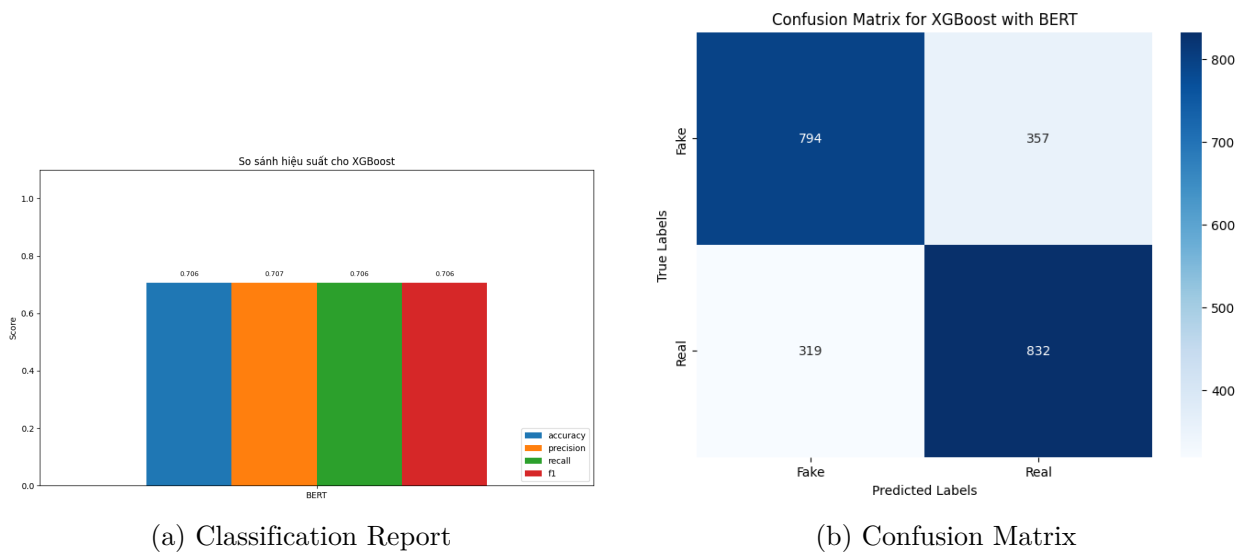 So sánh hiệu suất cho XGBoost
1.0
0.8
0.6
0.4
0.2
0.0
Score
0.706
0.707
0.706
0.706
BERT
accuracy
precision
recall
f1
(a) Classification Report
Confusion Matrix for XGBoost with BERT
True Labels
Fake
Real
794
357
319
832
Fake
Real
Predicted Labels
800
700
600
500
400
(b) Confusion Matrix